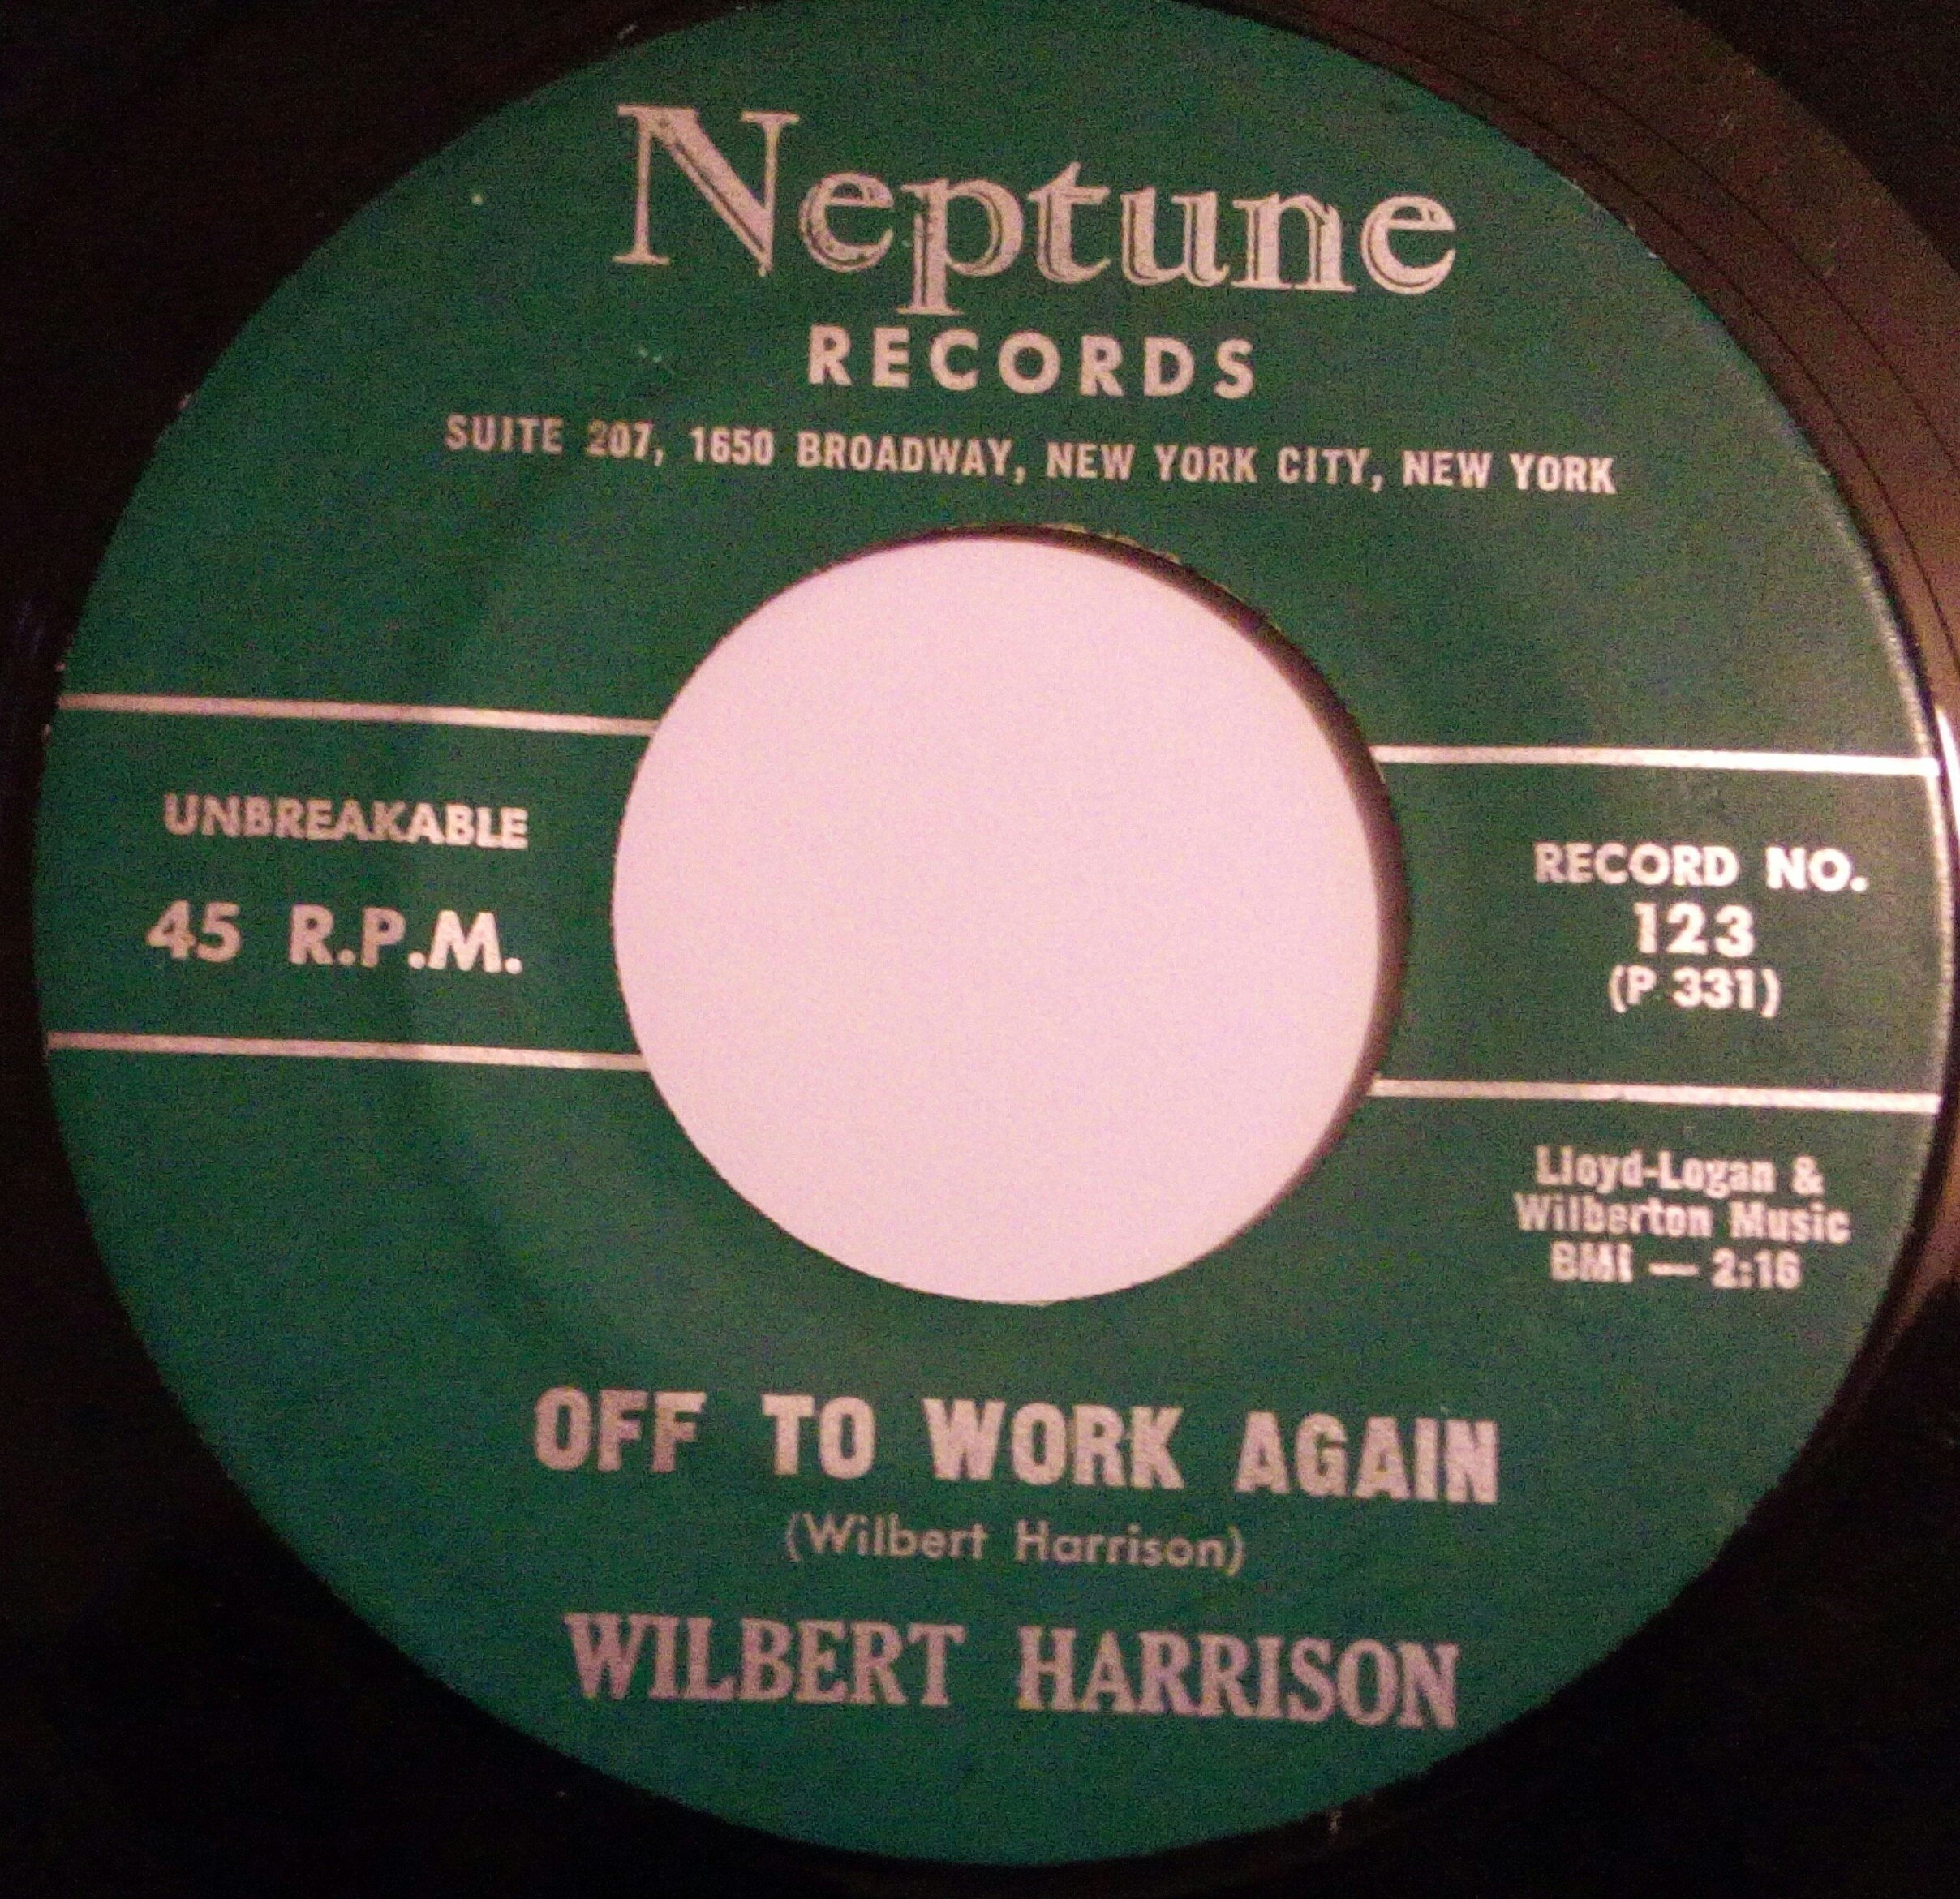 Neptune
RECORDS
SUITE 207, 1650 BROADWAY, NEW YORK CITY, NEW YORK
UNBREAKABLE
45 R.P.M.
RECORD NO.
123
(P 331)
Lloyd-Logan &
Wilberton Music
BMI — 2:16
OFF TO WORK AGAIN
(Wilbert Harrison)
WILBERT HARRISON